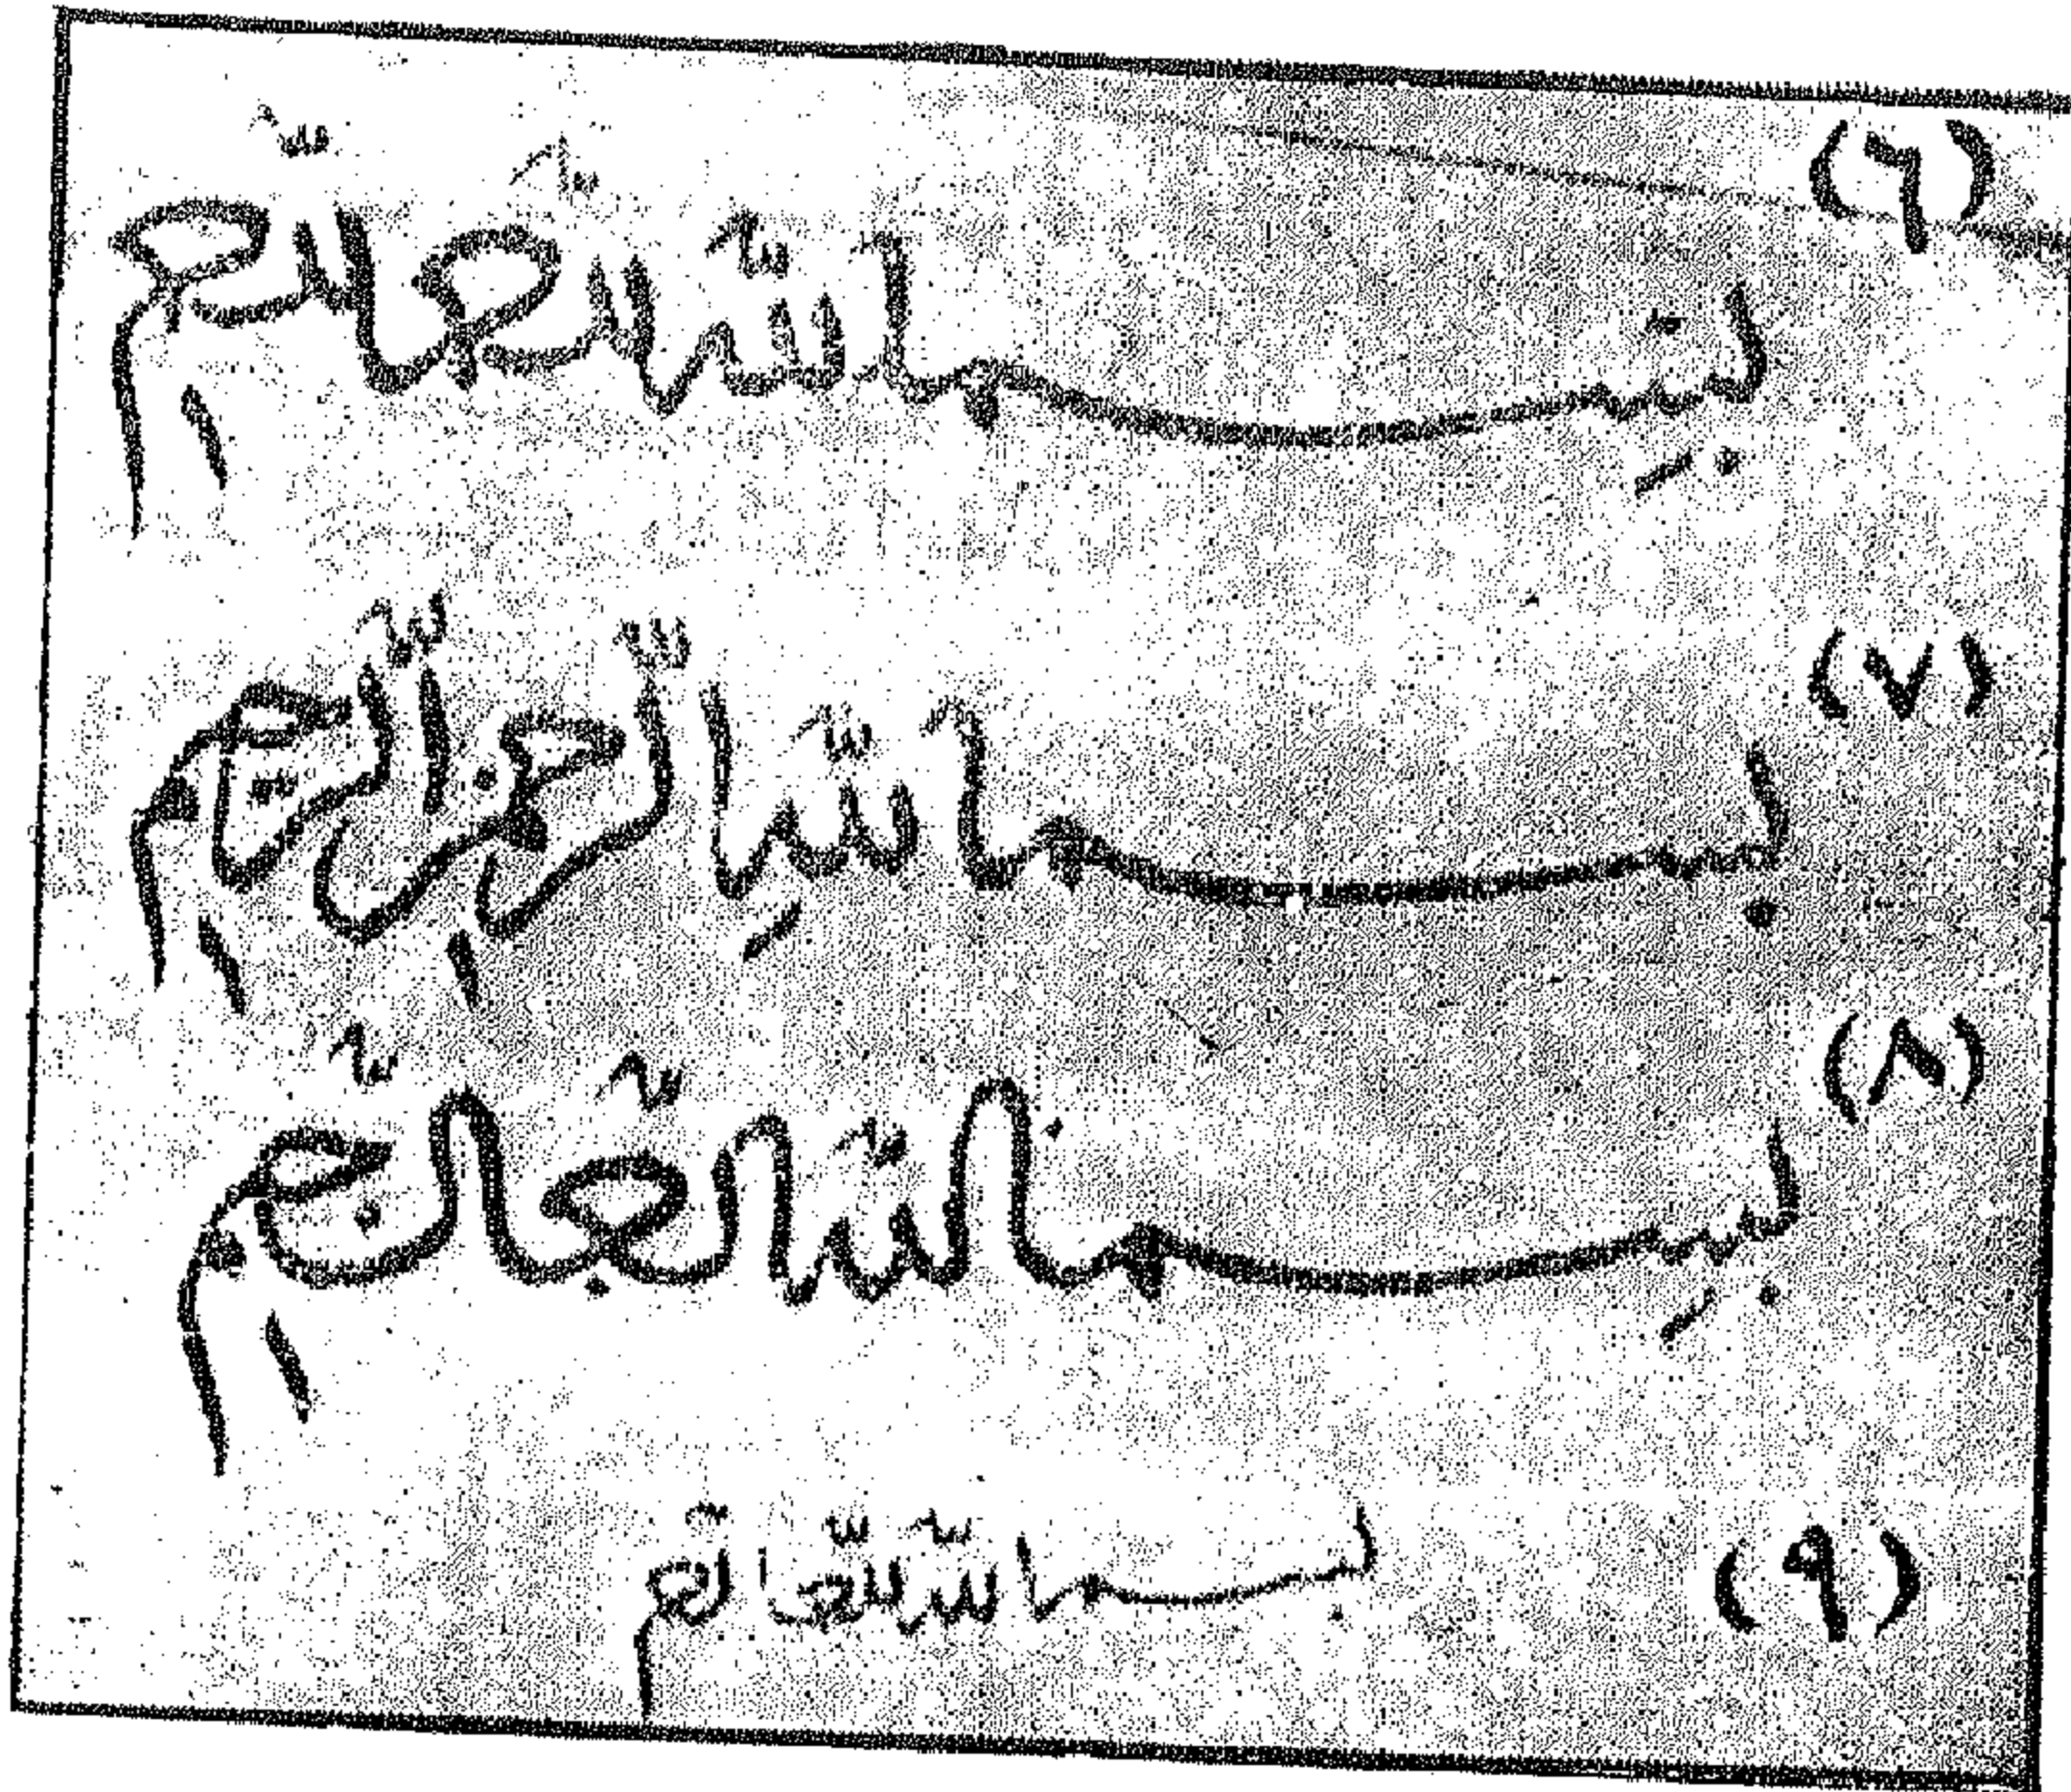 (٦) بسم الله الرحمن الرحيم
(٧) بسم الله الرحمن الرحيم
(٨) بسم الله الرحمن الرحيم
(٩) بسم الله الرحمن الرحيم